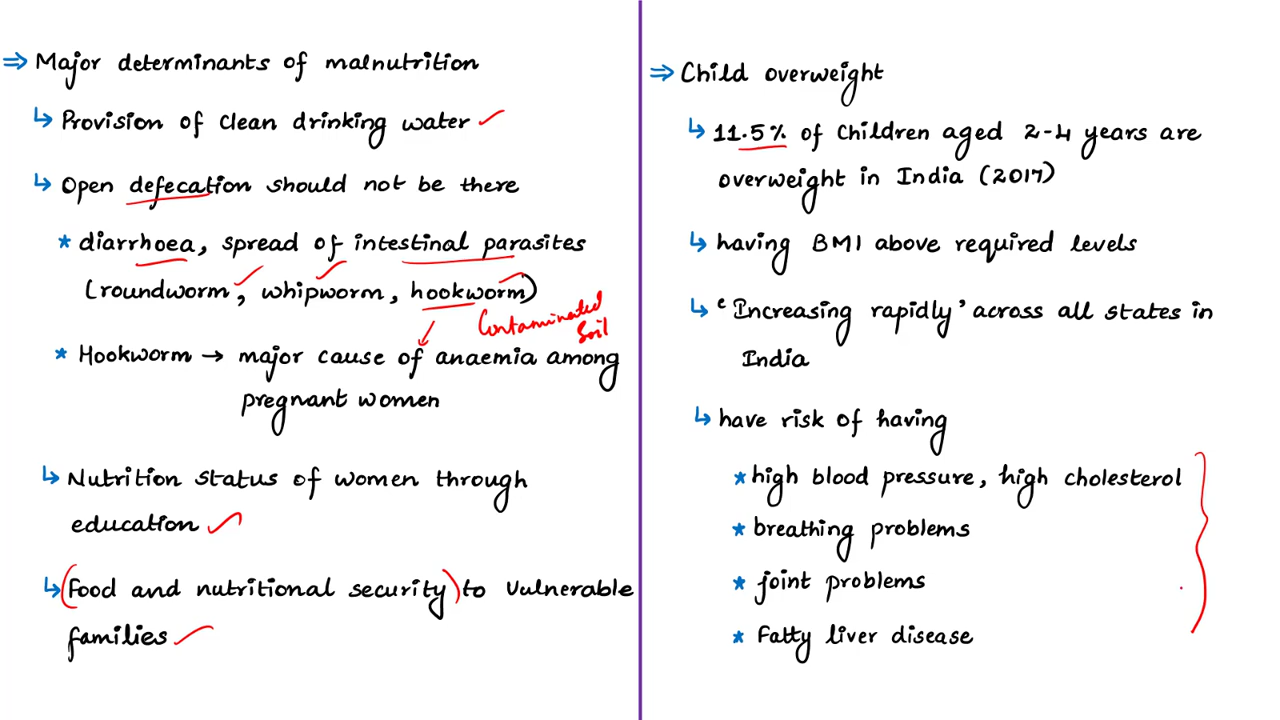 ⇒ Major determinants of malnutrition
↳ Provision of clean drinking water ✓
↳ Open defecation should not be there
* diarrhoea, spread of intestinal parasites
(roundworm, whipworm, hookworm)
Contaminated
Soil
* Hookworm → major cause of anaemia among
pregnant women
↳ Nutrition status of women through
education ✓
↳ (Food and nutritional security) to vulnerable
families ✓
⇒ Child overweight
↳ 11.5% of children aged 2-4 years are
overweight in India (2017)
↳ having BMI above required levels
↳ 'Increasing rapidly' across all states in
India
↳ have risk of having
* high blood pressure, high cholesterol
* breathing problems
* joint problems
* Fatty liver disease